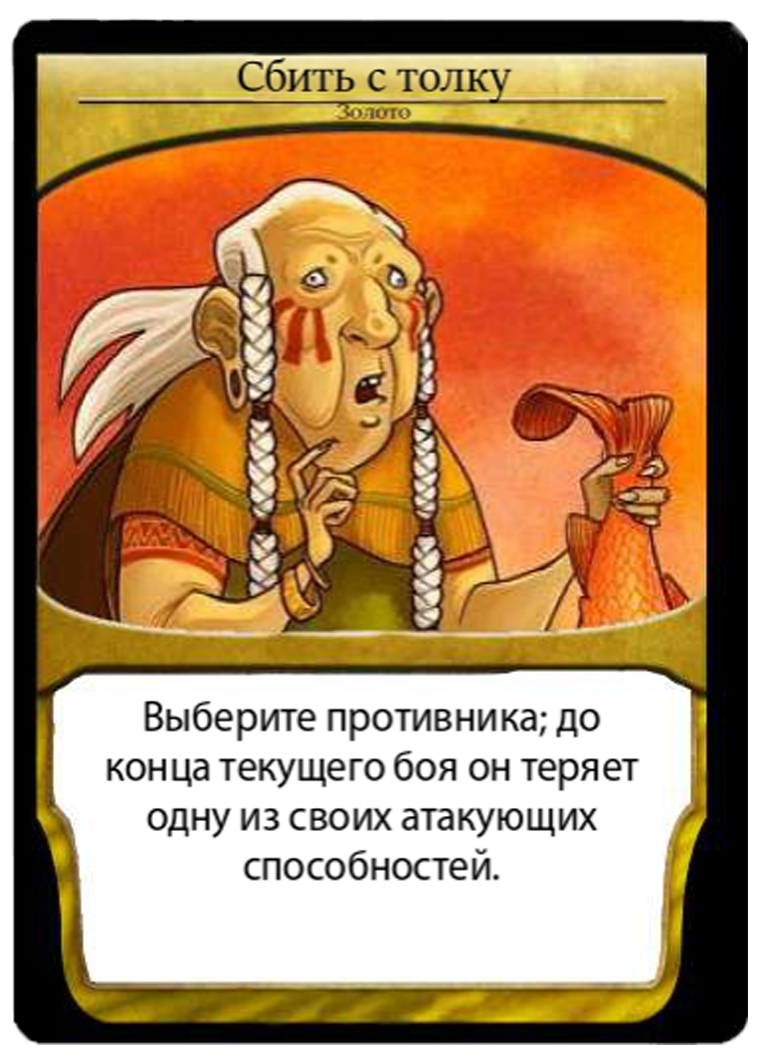 Сбить с толку
Золото
Выберите противника; до
конца текущего боя он теряет
одну из своих атакующих
способностей.